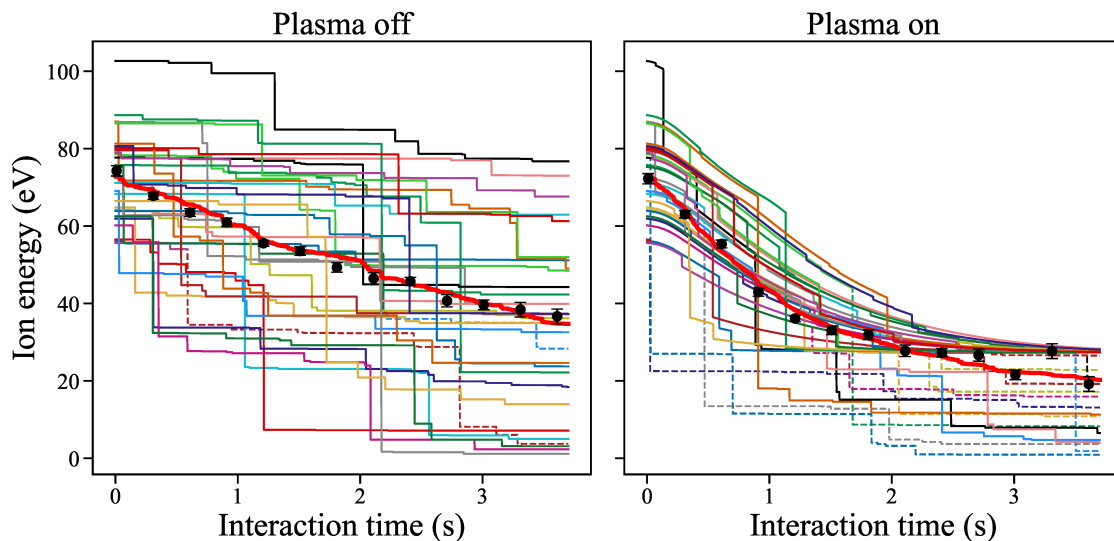 Plasma off
Plasma on
Ion energy (eV)
100
80
60
40
20
0
0 1 2 3
0 1 2 3
Interaction time (s)
Interaction time (s)